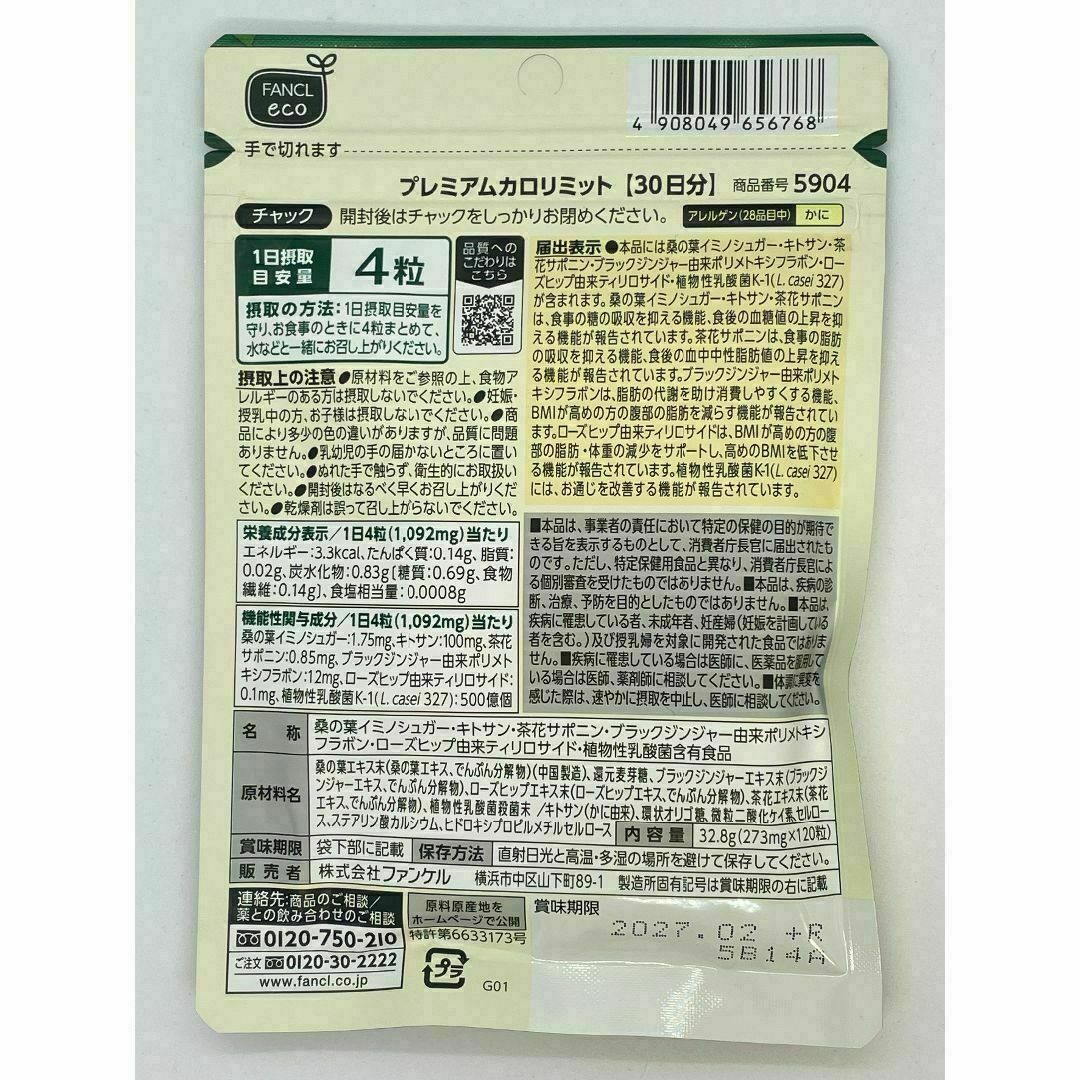 FANCL
eco
4 908049 656768
手で切れます
プレミアムカロリミット【30日分】 商品番号 5904
チャック 開封後はチャックをしっかりお閉めください。 アレルゲン(28品目中) かに
1日摂取
目安量
4粒
摂取の方法:1日摂取目安量を
守り、お食事のときに4粒まとめて、
水などと一緒にお召し上がりください。
品質への
こだわりは
こちら
摂取上の注意 ●原材料をご参照の上、食物ア
レルギーのある方は摂取しないでください。●妊娠・
授乳中の方、お子様は摂取しないでください。●商
品により多少の色の違いがありますが、品質に問題
ありません。●乳幼児の手の届かないところに置い
てください。●ぬれた手で触らず、衛生的にお取扱い
ください。●開封後はなるべく早くお召し上がりくだ
さい。●乾燥剤は誤って召し上がらないでください。
届出表示 ●本品には桑の葉イミノシュガー・キトサン・茶
花サポニン・ブラックジンジャー由来ポリメトキシフラボン・ロー
ズヒップ由来ティリロサイド・植物性乳酸菌K-1(L. casei 327)
が含まれます。桑の葉イミノシュガー・キトサン・茶花サポニン
は、食事の糖の吸収を抑える機能、食後の血糖値の上昇を抑
える機能が報告されています。茶花サポニンは、食事の脂肪
の吸収を抑える機能、食後の血中中性脂肪値の上昇を抑え
る機能が報告されています。ブラックジンジャー由来ポリメト
キシフラボンは、脂肪の代謝を助け消費しやすくする機能、
BMIが高めの方の腹部の脂肪を減らす機能が報告されてい
ます。ローズヒップ由来ティリロサイドは、BMIが高めの方の腹
部の脂肪・体重の減少をサポートし、高めのBMIを低下させ
る機能が報告されています。植物性乳酸菌K-1(L. casei 327)
には、お通じを改善する機能が報告されています。
栄養成分表示/1日4粒(1,092mg)当たり
エネルギー:3.3kcal、たんぱく質:0.14g、脂質:
0.02g、炭水化物:0.83g〔糖質:0.69g、食物
繊維:0.14g〕、食塩相当量:0.0008g
機能性関与成分/1日4粒(1,092mg)当たり
桑の葉イミノシュガー:1.75mg、キトサン:100mg、茶花
サポニン:0.85mg、ブラックジンジャー由来ポリメト
キシフラボン:12mg、ローズヒップ由来ティリロサイド:
0.1mg、植物性乳酸菌K-1(L. casei 327):500億個
■本品は、事業者の責任において特定の保健の目的が期待で
きる旨を表示するものとして、消費者庁長官に届出されたも
のです。ただし、特定保健用食品と異なり、消費者庁長官によ
る個別審査を受けたものではありません。■本品は、疾病の診
断、治療、予防を目的としたものではありません。■本品は、
疾病に罹患している者、未成年者、妊産婦(妊娠を計画している
者を含む。)及び授乳婦を対象に開発された食品ではありま
せん。■疾病に罹患している場合は医師に、医薬品を服用して
いる場合は医師、薬剤師に相談してください。■体調に異変を
感じた際は、速やかに摂取を中止し、医師に相談してください。
名称 桑の葉イミノシュガー・キトサン・茶花サポニン・ブラックジンジャー由来ポリメトキシ
フラボン・ローズヒップ由来ティリロサイド・植物性乳酸菌含有食品
原材料名 桑の葉エキス末(桑の葉エキス、でんぷん分解物)(中国製造)、還元麦芽糖、ブラックジンジャーエキス末(ブラックジ
ンジャーエキス、でんぷん分解物)、ローズヒップエキス末(ローズヒップエキス、でんぷん分解物)、茶花エキス末(茶花
エキス、でんぷん分解物)、植物性乳酸菌殺菌末/キトサン(かに由来)、環状オリゴ糖、微粒二酸化ケイ素、セルロー
ス、ステアリン酸カルシウム、ヒドロキシプロピルメチルセルロース 内容量 32.8g(273mg×120粒)
賞味期限 袋下部に記載 保存方法 直射日光と高温・多湿の場所を避けて保存してください。
販売者 株式会社ファンケル 横浜市中区山下町89-1 製造所固有記号は賞味期限の右に記載
連絡先:商品のご相談/
薬との飲み合わせのご相談
0120-750-210
ご注文 0120-30-2222
www.fancl.co.jp
原料原産地を
ホームページで公開
特許第6633173号
プラ
G01
賞味期限
2027.02 +R
5B14A